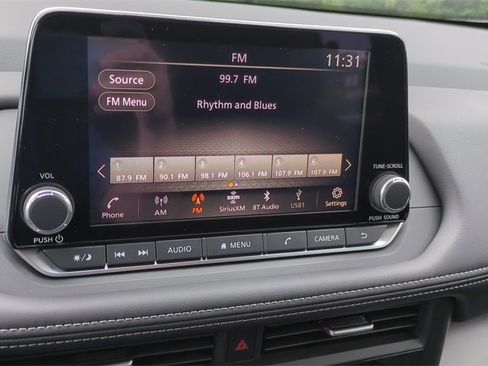 FM
11:31
Source
99.7 FM
FM Menu
Rhythm and Blues
1 2 3 4 5 6
87.9 FM 90.1 FM 98.1 FM 106.1 FM 107.9 FM 107.9 FM
Phone AM FM SiriusXM BT Audio USB1 Settings
VOL
PUSH
TUNE·SCROLL
PUSH SOUND
AUDIO MENU CAMERA